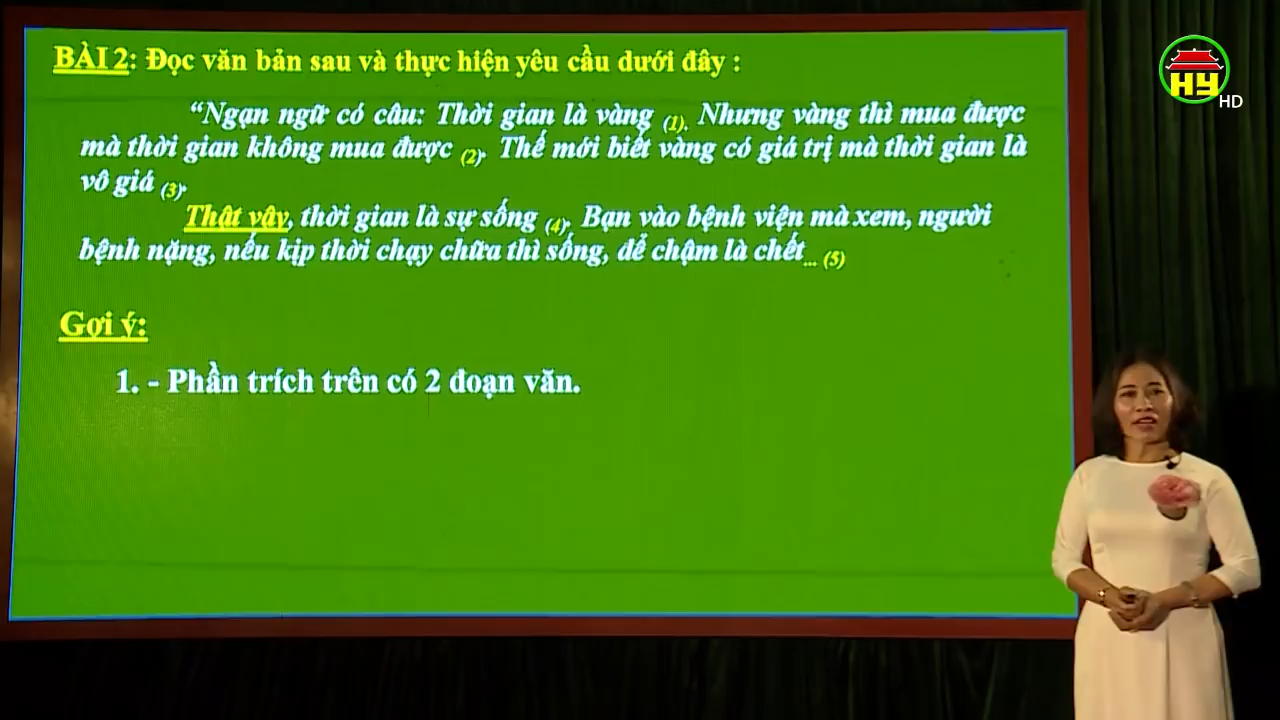 BÀI 2: Đọc văn bản sau và thực hiện yêu cầu dưới đây :
HY
HD
“Ngạn ngữ có câu: Thời gian là vàng (1). Nhưng vàng thì mua được
mà thời gian không mua được (2). Thế mới biết vàng có giá trị mà thời gian là
vô giá (3).
Thật vậy, thời gian là sự sống (4). Bạn vào bệnh viện mà xem, người
bệnh nặng, nếu kịp thời chạy chữa thì sống, để chậm là chết... (5)
Gợi ý:
1. - Phần trích trên có 2 đoạn văn.